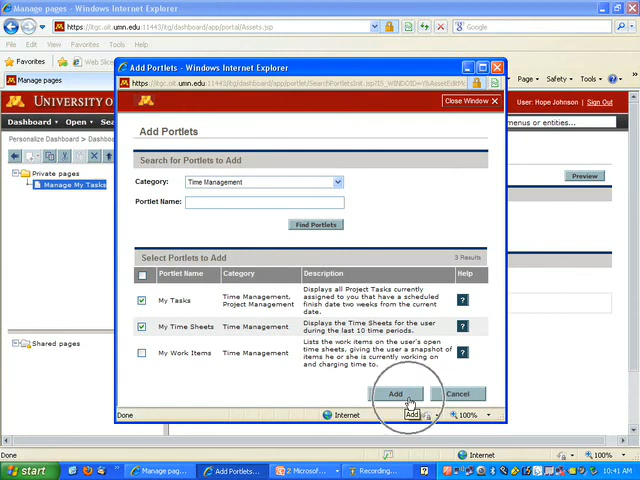 Manage pages - Windows Internet Explorer
https://itgc.oit.umn.edu:11443/itg/dashboard/app/portal/Assets.jsp
Google
File Edit View Favorites Tools Help
Favorites
Web Slice
Manage pages
Page Safety Tools
UNIVERSITY O
User: Hope Johnson Sign Out
Dashboard Open Sea
menus or entities...
Personalize Dashboard > Dashbo
Preview
Private pages
Manage My Tasks
Shared pages
Add Portlets - Windows Internet Explorer
Close Window
Add Portlets
Search for Portlets to Add
Category: Time Management
Portlet Name:
Find Portlets
Select Portlets to Add 3 Results
Portlet Name Category Description Help
My Tasks
Time Management,
Project Management
Displays all Project Tasks currently
assigned to you that have a scheduled
finish date two weeks from the current
date.
?
My Time Sheets
Time Management
Displays the Time Sheets for the user
during the last 10 time periods.
?
My Work Items
Time Management
Lists the work items on the user's open
time sheets, giving the user a snapshot of
items he or she is currently working on
and charging time to.
?
Add Cancel
Add
Done Internet 100%
Done Internet 100%
start Manage pag... Add Portlets... 2 Microsoft... Recording... ? 10:41 AM